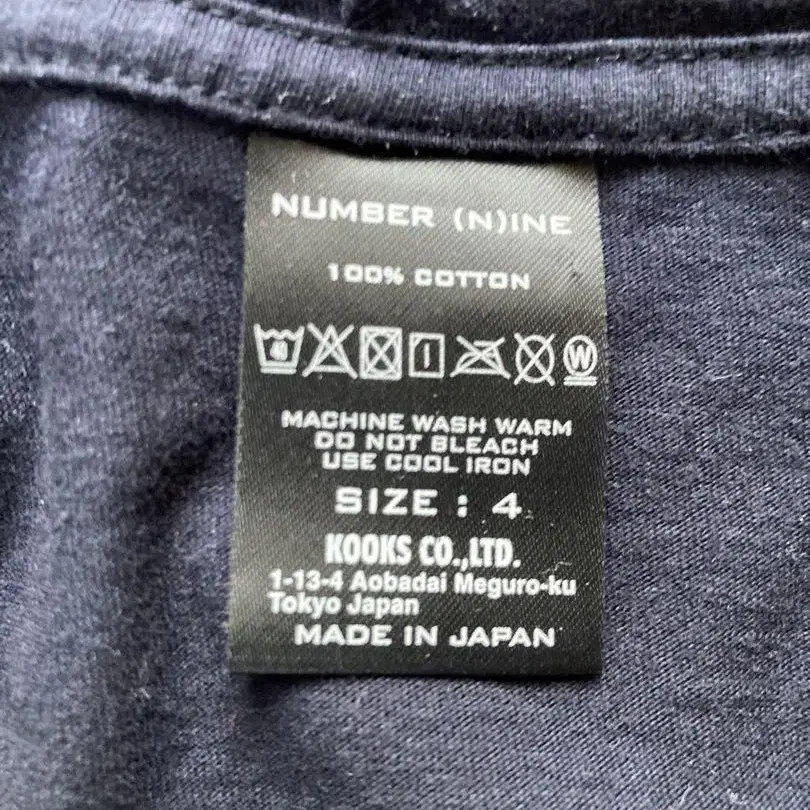 NUMBER (N)INE
100% COTTON
40 W
MACHINE WASH WARM
DO NOT BLEACH
USE COOL IRON
SIZE : 4
KOOKS CO.,LTD.
1-13-4 Aobadai Meguro-ku
Tokyo Japan
MADE IN JAPAN